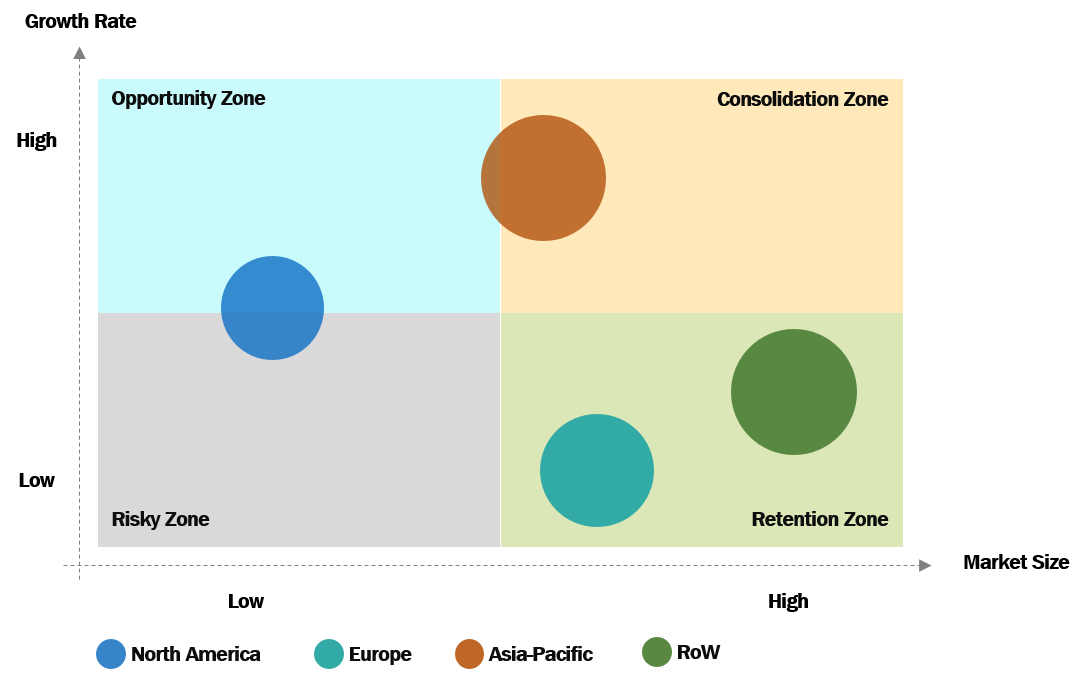 Growth Rate
Opportunity Zone
Consolidation Zone
High
Low
Risky Zone
Retention Zone
Market Size
Low
High
North America
Europe
Asia-Pacific
RoW